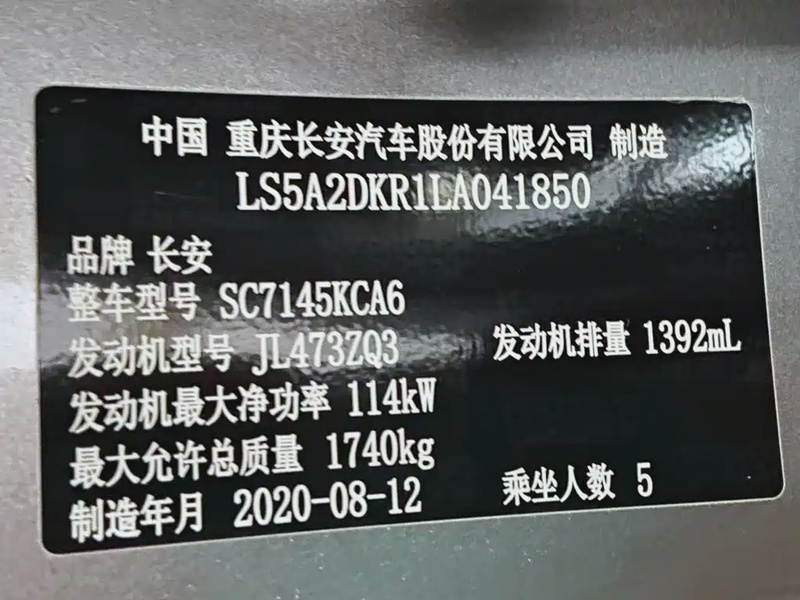 中国 重庆长安汽车股份有限公司 制造
LS5A2DKR1LA041850
品牌 长安
整车型号 SC7145KCA6
发动机型号 JL473ZQ3 发动机排量 1392mL
发动机最大净功率 114kW
最大允许总质量 1740kg
制造年月 2020-08-12 乘坐人数 5